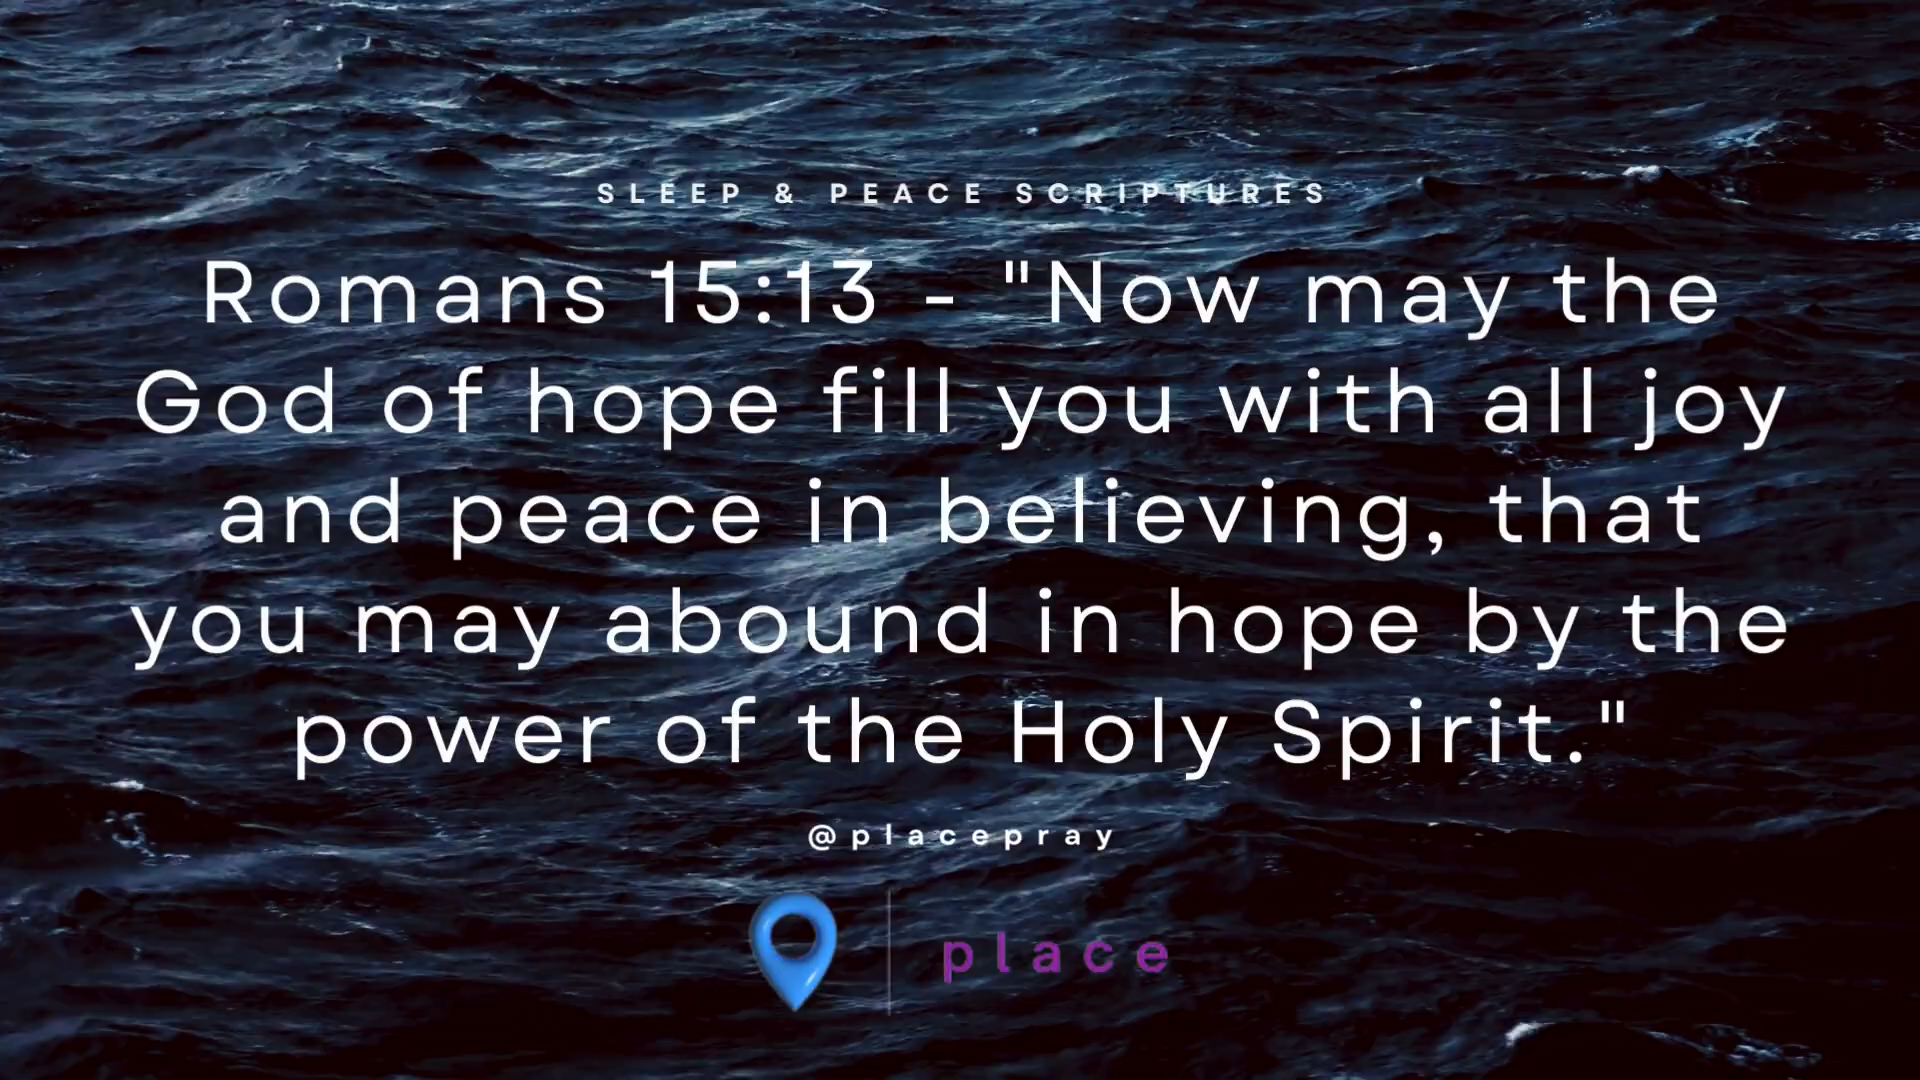 SLEEP & PEACE SCRIPTURES
Romans 15:13 - "Now may the
God of hope fill you with all joy
and peace in believing, that
you may abound in hope by the
power of the Holy Spirit."
@placepray
place